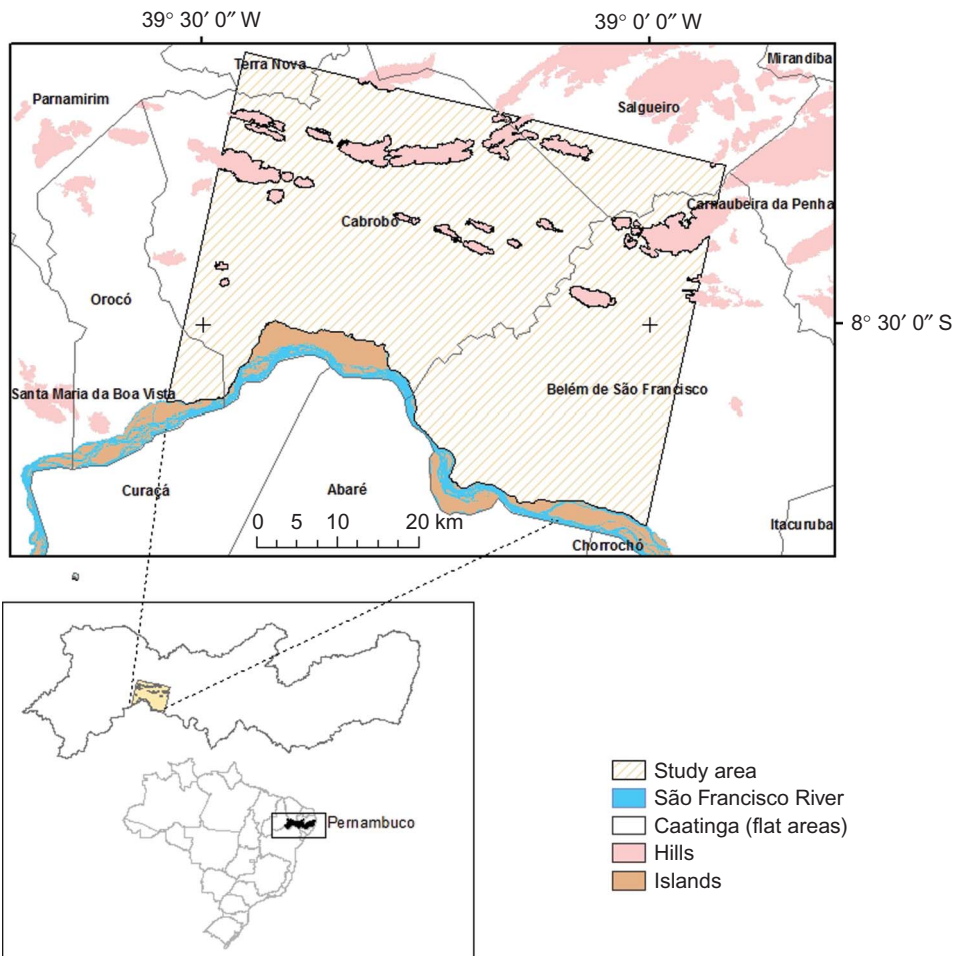 39° 30′ 0″ W
39° 0′ 0″ W
Terra Nova
Mirandiba
Parnamirim
Salgueiro
Carnaubeira da Penha
Cabrobó
Orocó
8° 30′ 0″ S
Santa Maria da Boa Vista
Belém de São Francisco
Curaçá
Abaré
0 5 10 20 km
Itacuruba
Chorrochó
Pernambuco
Study area
São Francisco River
Caatinga (flat areas)
Hills
Islands